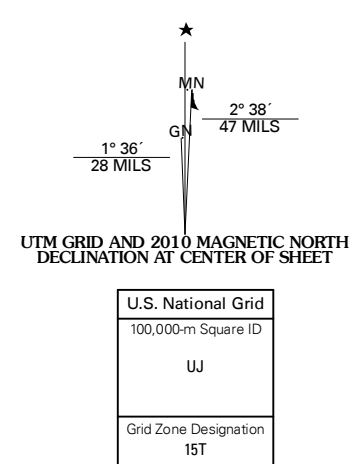 MN
GN
2° 38´
47 MILS
1° 36´
28 MILS
UTM GRID AND 2010 MAGNETIC NORTH
DECLINATION AT CENTER OF SHEET
U.S. National Grid
100,000-m Square ID
UJ
Grid Zone Designation
15T